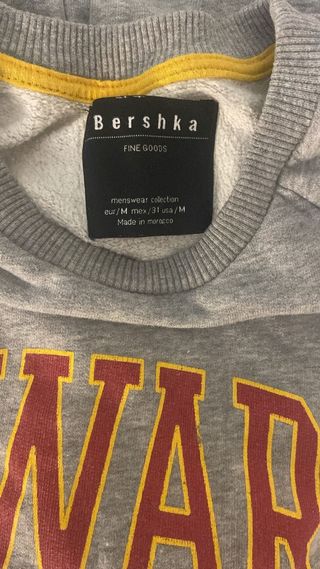 Bershka
FINE GOODS
menswear collection
eur/M mex/31 usa/M
Made in morocco
WAR